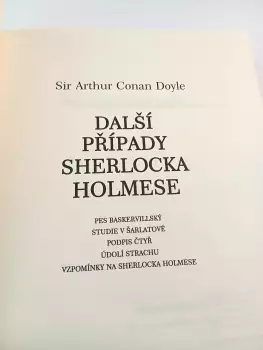 Sir Arthur Conan Doyle
DALŠÍ
PŘÍPADY
SHERLOCKA
HOLMESE
PES BASKERVILLSKÝ
STUDIE V ŠARLATOVÉ
PODPIS ČTYŘ
ÚDOLÍ STRACHU
VZPOMÍNKY NA SHERLOCKA HOLMESE